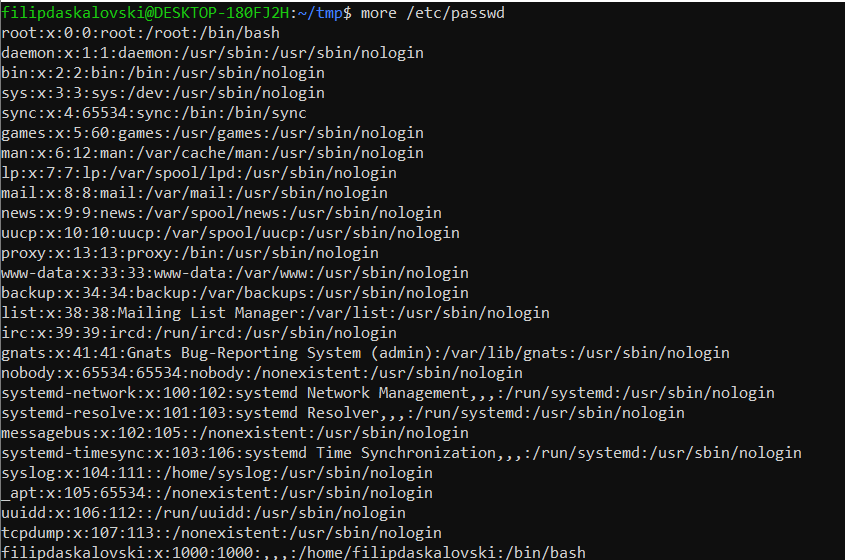 filipdaskalovski@DESKTOP-180FJ2H:~/tmp$ more /etc/passwd
root:x:0:0:root:/root:/bin/bash
daemon:x:1:1:daemon:/usr/sbin:/usr/sbin/nologin
bin:x:2:2:bin:/bin:/usr/sbin/nologin
sys:x:3:3:sys:/dev:/usr/sbin/nologin
sync:x:4:65534:sync:/bin:/bin/sync
games:x:5:60:games:/usr/games:/usr/sbin/nologin
man:x:6:12:man:/var/cache/man:/usr/sbin/nologin
lp:x:7:7:lp:/var/spool/lpd:/usr/sbin/nologin
mail:x:8:8:mail:/var/mail:/usr/sbin/nologin
news:x:9:9:news:/var/spool/news:/usr/sbin/nologin
uucp:x:10:10:uucp:/var/spool/uucp:/usr/sbin/nologin
proxy:x:13:13:proxy:/bin:/usr/sbin/nologin
www-data:x:33:33:www-data:/var/www:/usr/sbin/nologin
backup:x:34:34:backup:/var/backups:/usr/sbin/nologin
list:x:38:38:Mailing List Manager:/var/list:/usr/sbin/nologin
irc:x:39:39:ircd:/run/ircd:/usr/sbin/nologin
gnats:x:41:41:Gnats Bug-Reporting System (admin):/var/lib/gnats:/usr/sbin/nologin
nobody:x:65534:65534:nobody:/nonexistent:/usr/sbin/nologin
systemd-network:x:100:102:systemd Network Management,,,:/run/systemd:/usr/sbin/nologin
systemd-resolve:x:101:103:systemd Resolver,,,:/run/systemd:/usr/sbin/nologin
messagebus:x:102:105::/nonexistent:/usr/sbin/nologin
systemd-timesync:x:103:106:systemd Time Synchronization,,,:/run/systemd:/usr/sbin/nologin
syslog:x:104:111::/home/syslog:/usr/sbin/nologin
_apt:x:105:65534::/nonexistent:/usr/sbin/nologin
uuidd:x:106:112::/run/uuidd:/usr/sbin/nologin
tcpdump:x:107:113::/nonexistent:/usr/sbin/nologin
filipdaskalovski:x:1000:1000:,,,:/home/filipdaskalovski:/bin/bash